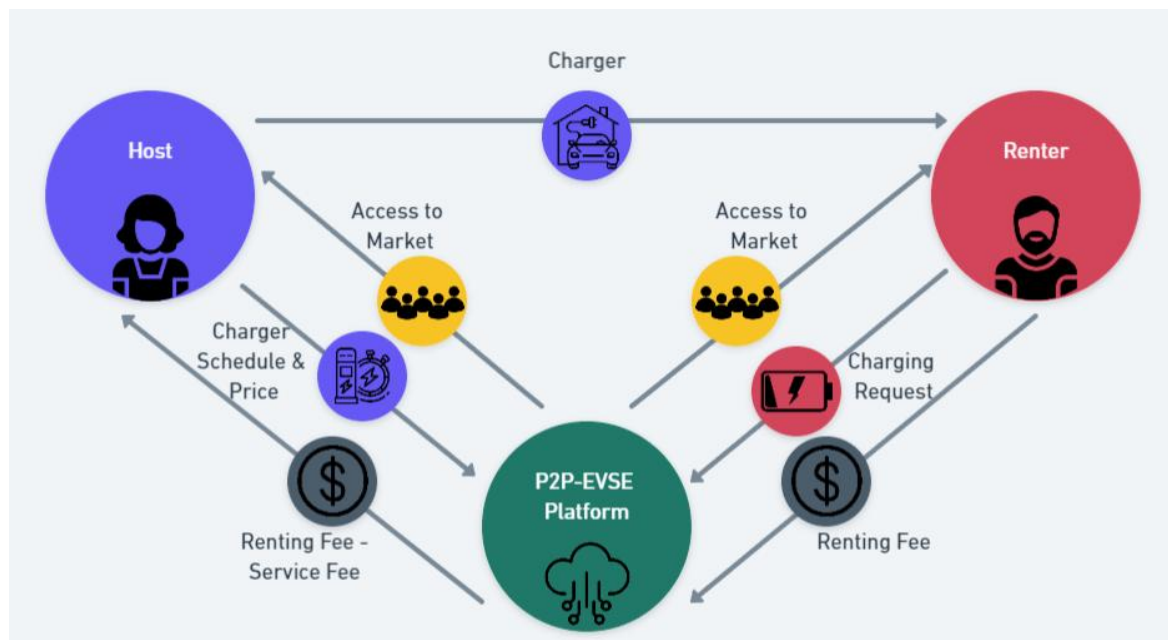 Charger
Host
Renter
Access to
Market
Access to
Market
Charger
Schedule &
Price
Charging
Request
P2P-EVSE
Platform
Renting Fee -
Service Fee
Renting Fee